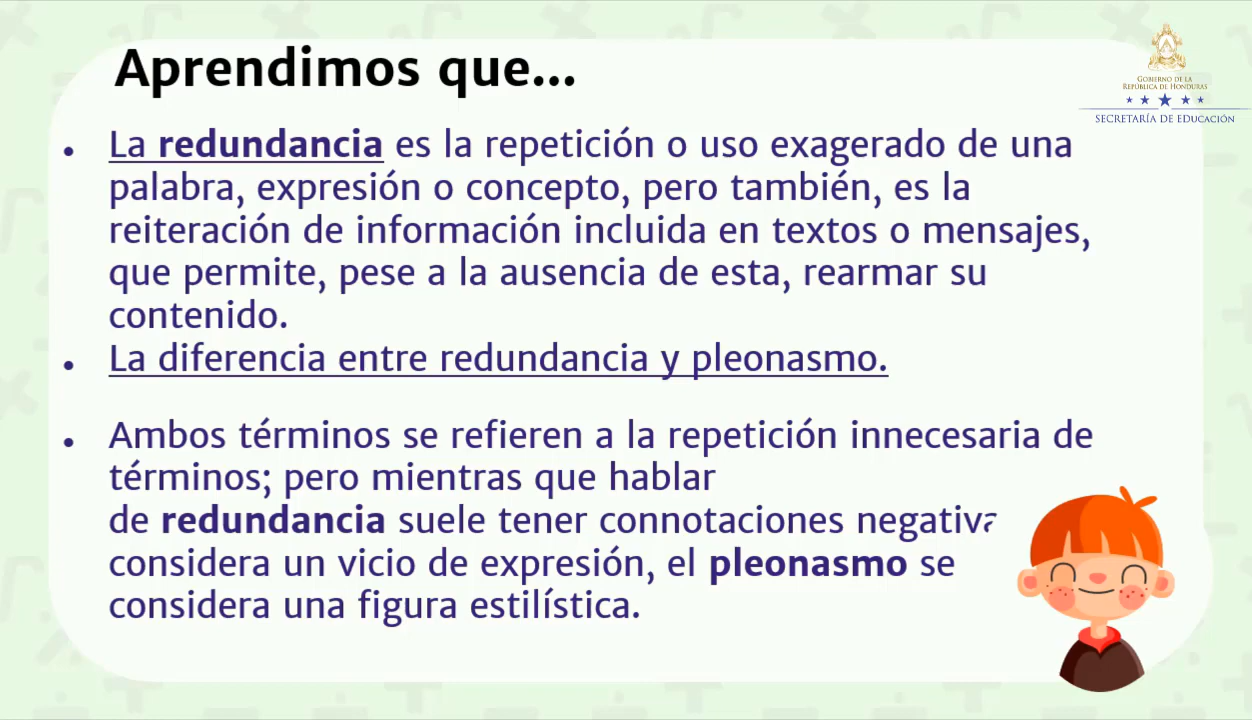 Aprendimos que...
GOBIERNO DE LA
REPÚBLICA DE HONDURAS
SECRETARÍA DE EDUCACIÓN
• La redundancia es la repetición o uso exagerado de una
palabra, expresión o concepto, pero también, es la
reiteración de información incluida en textos o mensajes,
que permite, pese a la ausencia de esta, rearmar su
contenido.
• La diferencia entre redundancia y pleonasmo.
• Ambos términos se refieren a la repetición innecesaria de
términos; pero mientras que hablar
de redundancia suele tener connotaciones
considera un vicio de expresión, el pleonasmo se
considera una figura estilística.